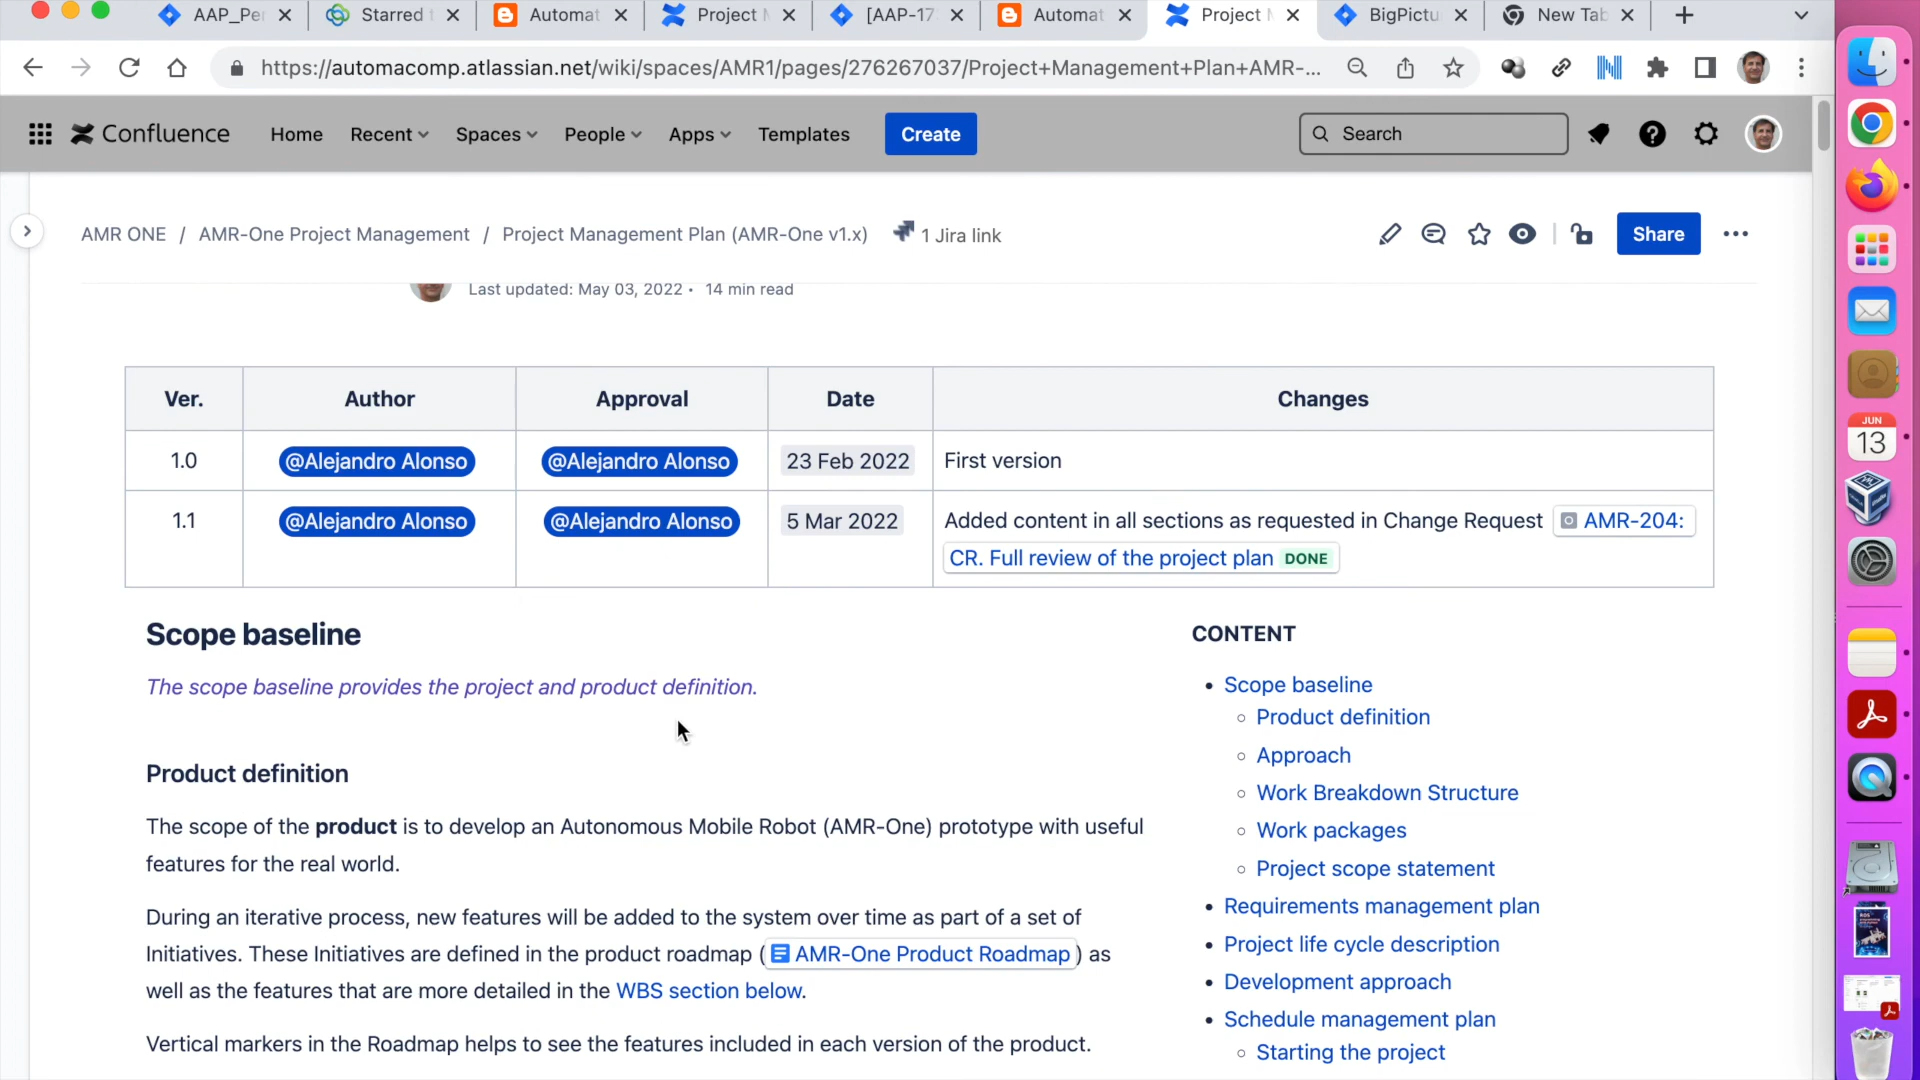 AAP_Pe
Starred
Automat
Project
[AAP-17
Automat
Project
BigPictu
New Tab
https://automacomp.atlassian.net/wiki/spaces/AMR1/pages/276267037/Project+Management+Plan+AMR-...
Confluence
Home
Recent
Spaces
People
Apps
Templates
Create
Search
AMR ONE / AMR-One Project Management / Project Management Plan (AMR-One v1.x)
1 Jira link
Share
Last updated: May 03, 2022 • 14 min read
Ver. Author Approval Date Changes
1.0 @Alejandro Alonso @Alejandro Alonso 23 Feb 2022 First version
1.1 @Alejandro Alonso @Alejandro Alonso 5 Mar 2022 Added content in all sections as requested in Change Request AMR-204:
CR. Full review of the project plan DONE
Scope baseline
The scope baseline provides the project and product definition.
Product definition
The scope of the product is to develop an Autonomous Mobile Robot (AMR-One) prototype with useful
features for the real world.
During an iterative process, new features will be added to the system over time as part of a set of
Initiatives. These Initiatives are defined in the product roadmap ( AMR-One Product Roadmap ) as
well as the features that are more detailed in the WBS section below.
Vertical markers in the Roadmap helps to see the features included in each version of the product.
CONTENT
• Scope baseline
○ Product definition
○ Approach
○ Work Breakdown Structure
○ Work packages
○ Project scope statement
• Requirements management plan
• Project life cycle description
• Development approach
• Schedule management plan
○ Starting the project
JUN
13